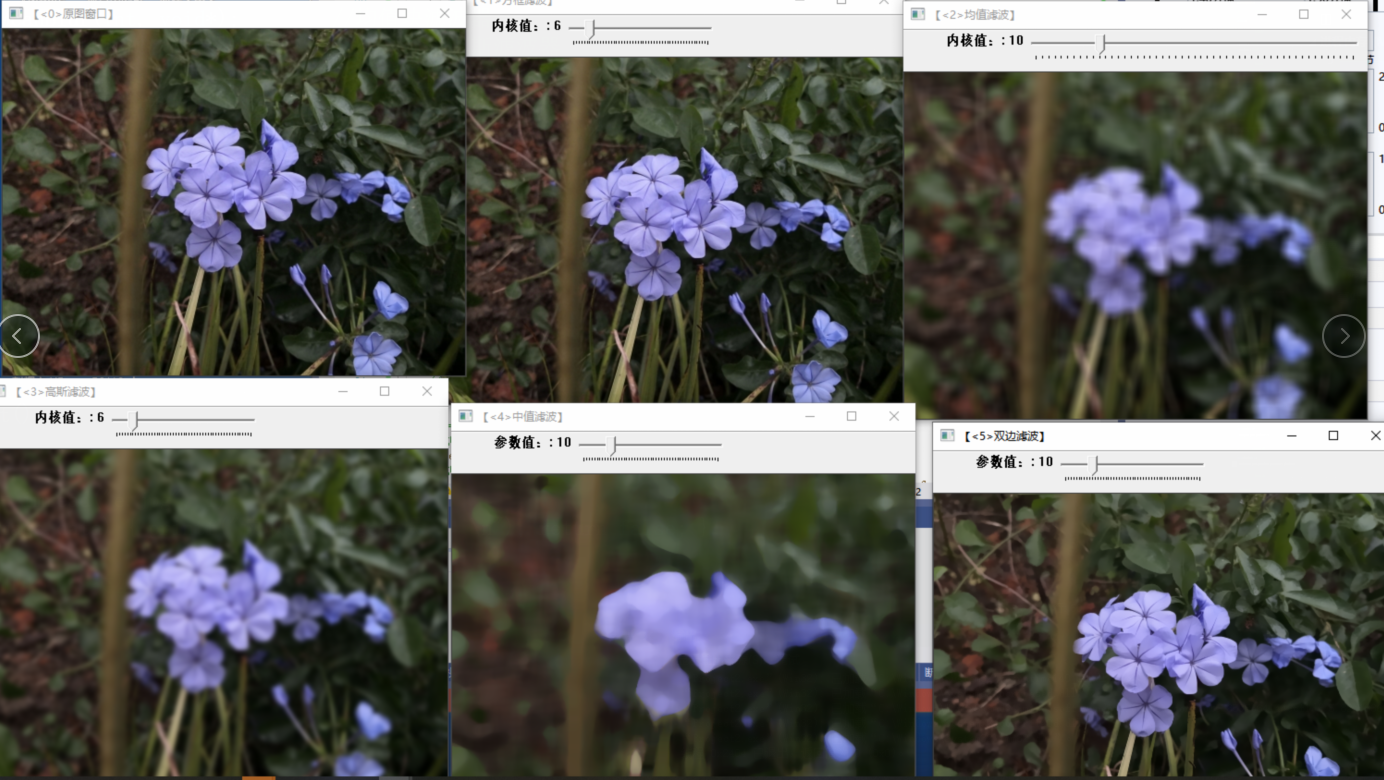 【<0>原图窗口】
【<1>方框滤波】
内核值：: 6
【<2>均值滤波】
内核值：: 10
【<3>高斯滤波】
内核值：: 6
【<4>中值滤波】
参数值：: 10
【<5>双边滤波】
参数值：: 10